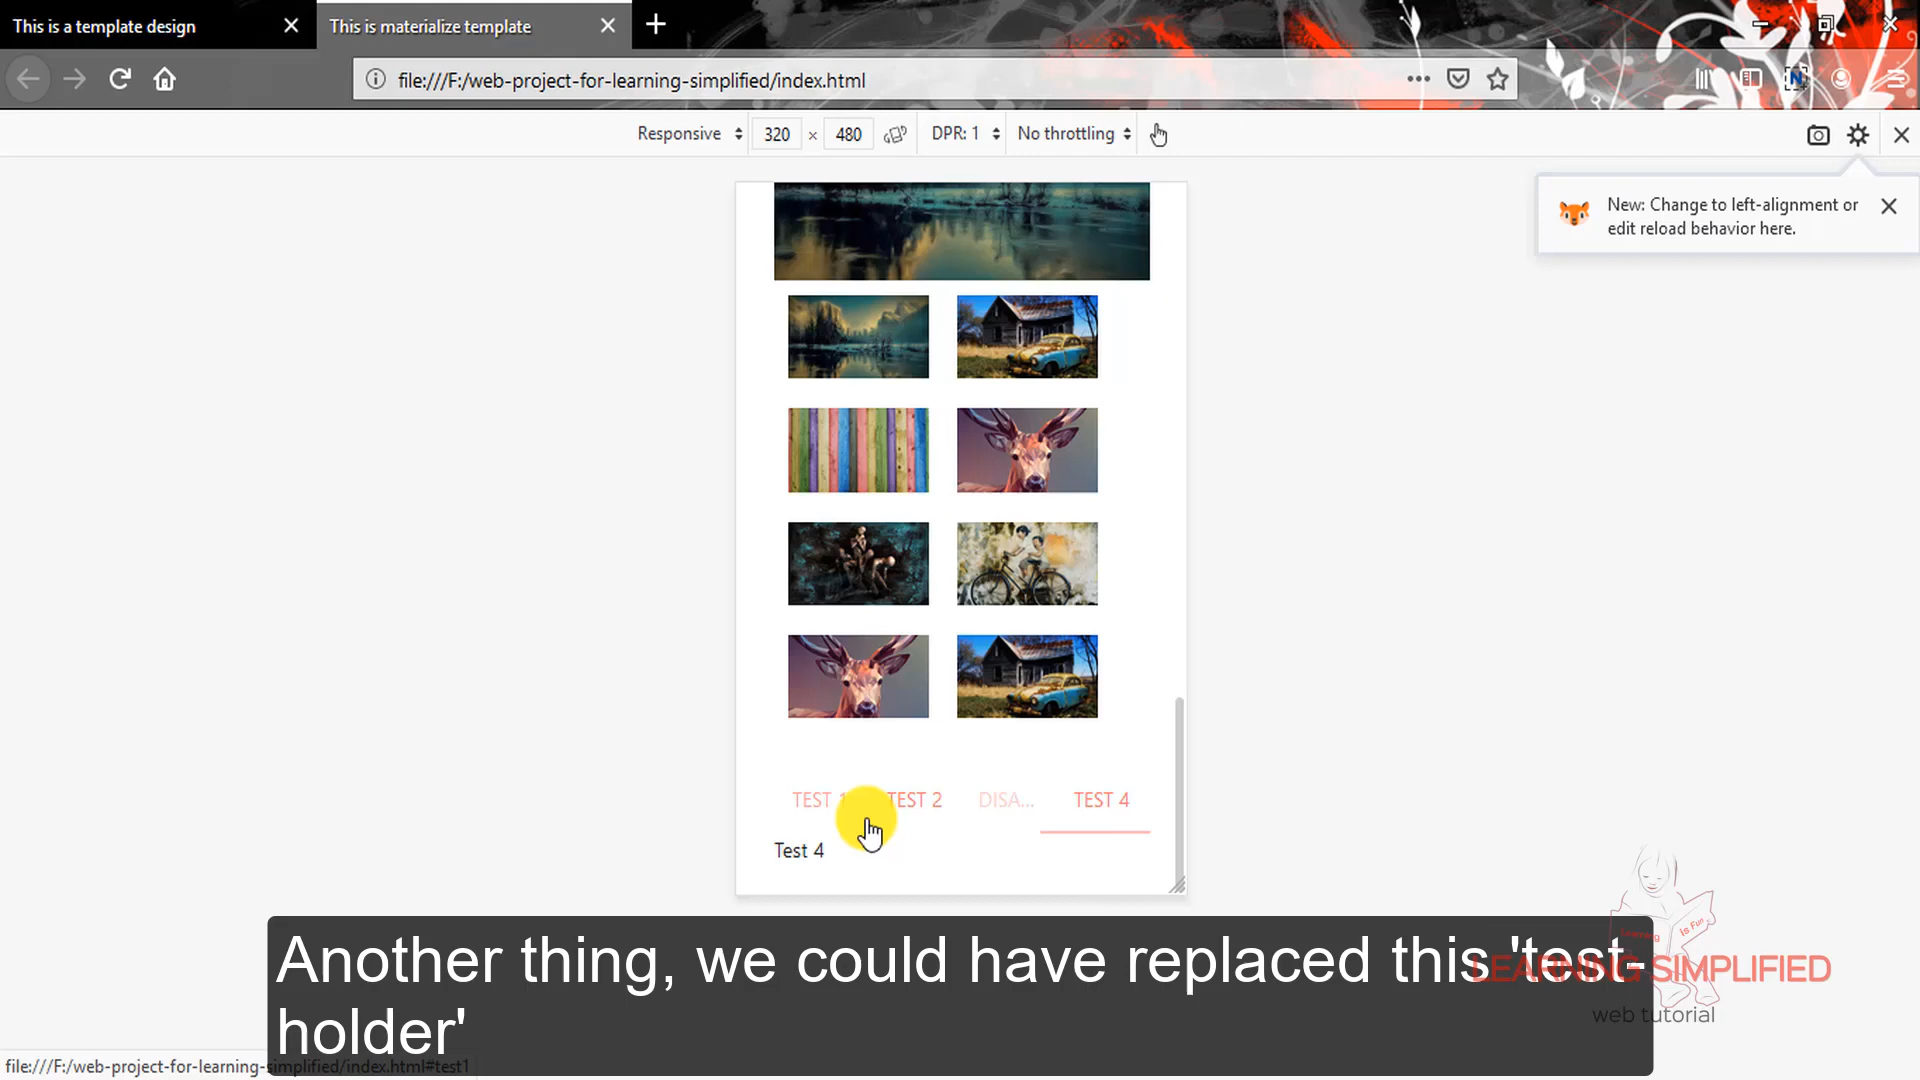 This is a template design
This is materialize template
file:///F:/web-project-for-learning-simplified/index.html
Responsive 320 × 480 DPR: 1 No throttling
New: Change to left-alignment or
edit reload behavior here.
TEST 1 TEST 2 DISA... TEST 4
Test 4
Another thing, we could have replaced this 'test-
holder'
Learning Is Fun
LEARNING SIMPLIFIED
web tutorial
file:///F:/web-project-for-learning-simplified/index.html#test1